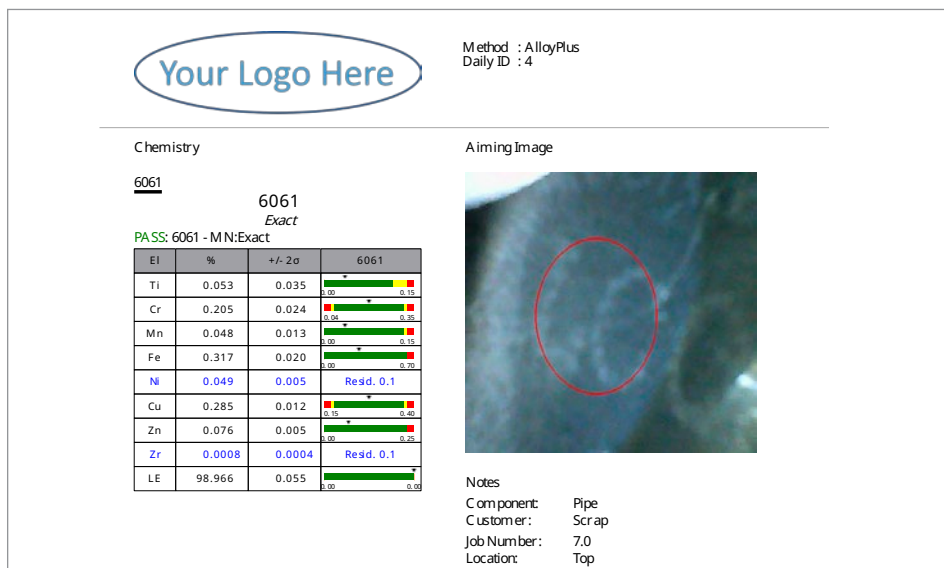 Your Logo Here
Method : AlloyPlus
Daily ID : 4
Chemistry
6061
6061
Exact
PASS: 6061 - MN:Exact
El % +/- 2σ 6061
Ti 0.053 0.035 0.00 0.15
Cr 0.205 0.024 0.04 0.35
Mn 0.048 0.013 0.00 0.15
Fe 0.317 0.020 0.00 0.70
Ni 0.049 0.005 Resid. 0.1
Cu 0.285 0.012 0.15 0.40
Zn 0.076 0.005 0.00 0.25
Zr 0.0008 0.0004 Resid. 0.1
LE 98.966 0.055 0.00 0.00
Aiming Image
Notes
Component: Pipe
Customer: Scrap
Job Number: 7.0
Location: Top